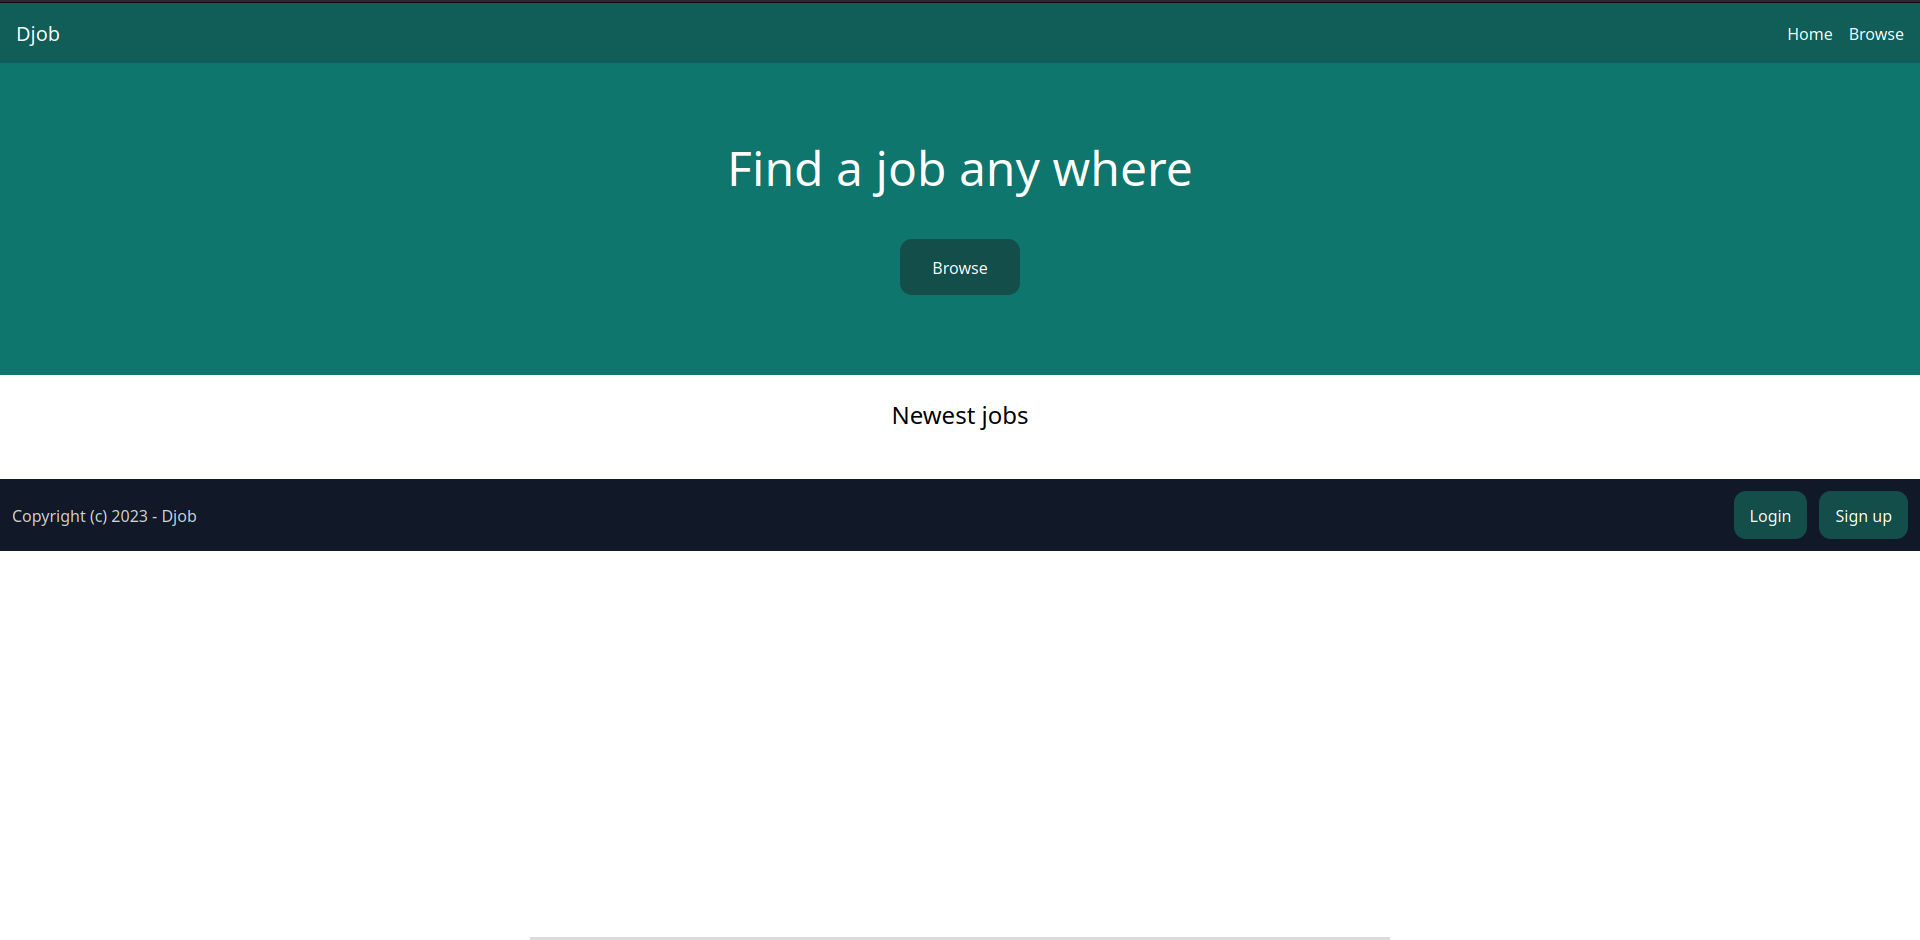 Djob
Home Browse
Find a job any where
Browse
Newest jobs
Copyright (c) 2023 - Djob
Login Sign up